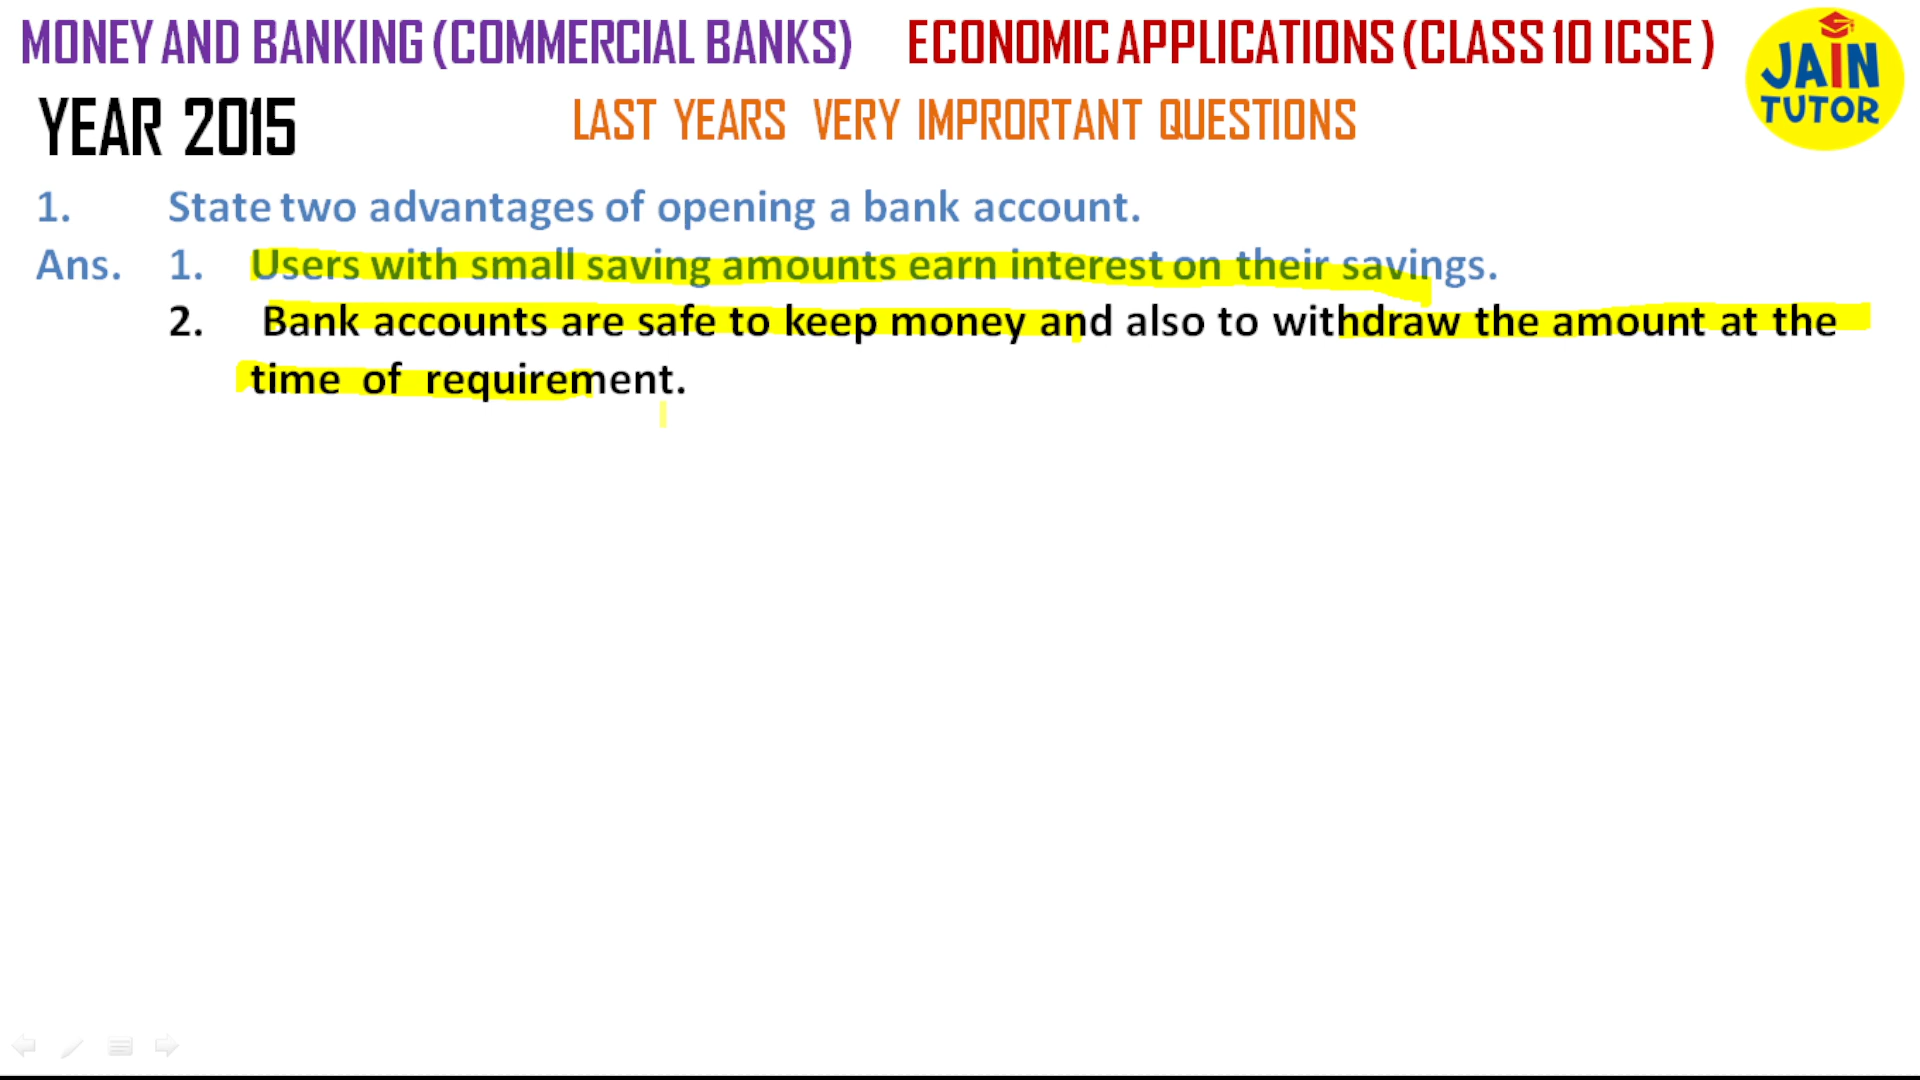 MONEY AND BANKING (COMMERCIAL BANKS) ECONOMIC APPLICATIONS (CLASS 10 ICSE )
JAIN
TUTOR
YEAR 2015 LAST YEARS VERY IMPRORTANT QUESTIONS
1. State two advantages of opening a bank account.
Ans. 1. Users with small saving amounts earn interest on their savings.
2. Bank accounts are safe to keep money and also to withdraw the amount at the
time of requirement.